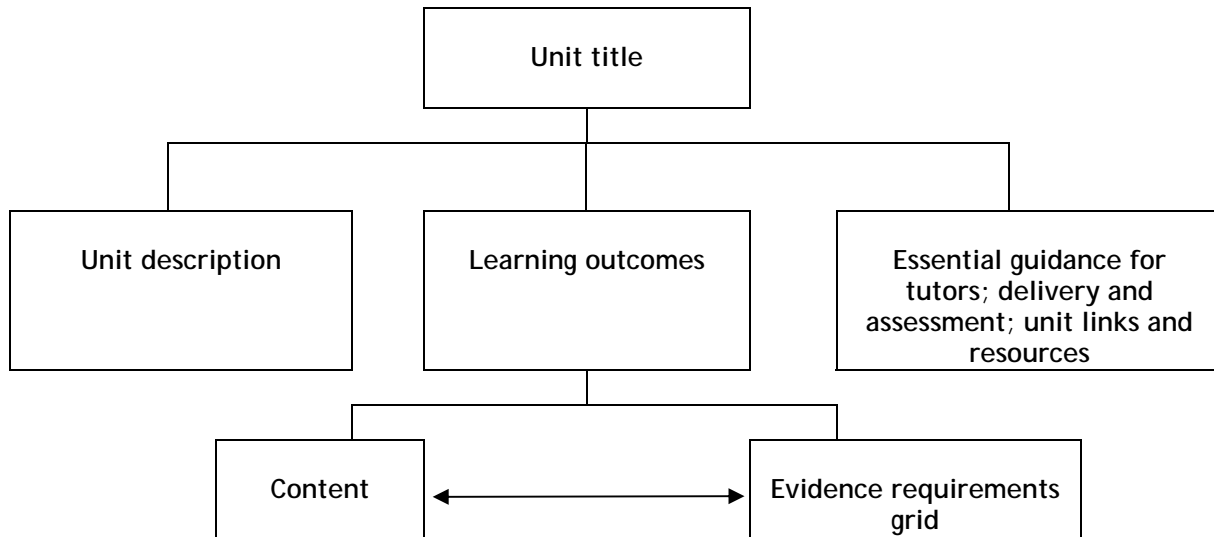 Unit title
Unit description
Learning outcomes
Essential guidance for
tutors; delivery and
assessment; unit links and
resources
Content
Evidence requirements
grid